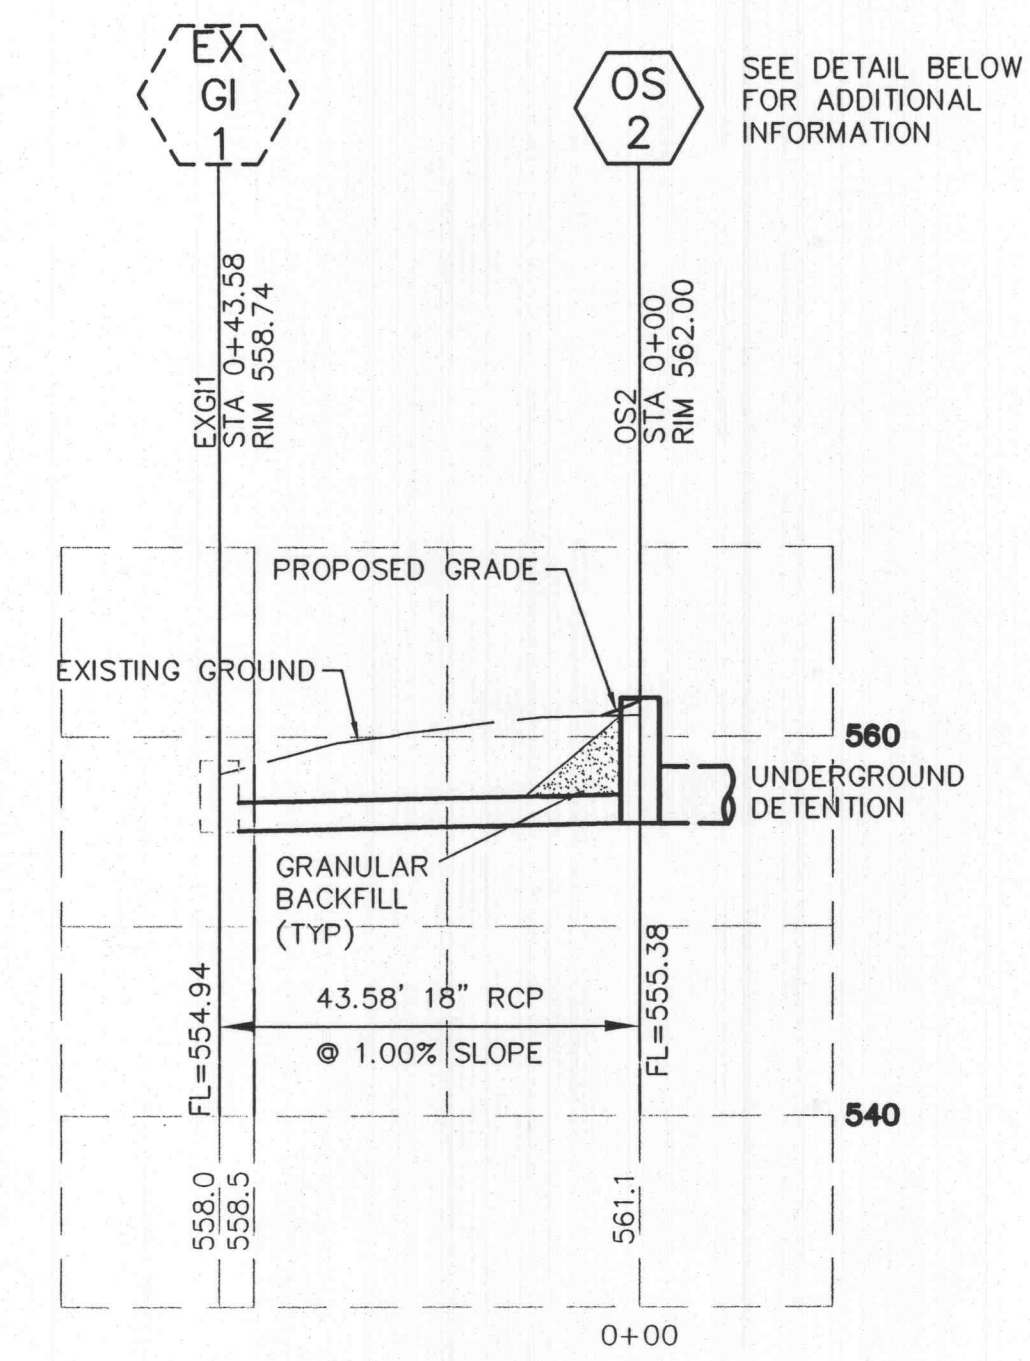 EX
GI
1
OS
2
SEE DETAIL BELOW
FOR ADDITIONAL
INFORMATION
EXGI1
STA 0+43.58
RIM 558.74
OS2
STA 0+00
RIM 562.00
PROPOSED GRADE
EXISTING GROUND
560
UNDERGROUND
DETENTION
GRANULAR
BACKFILL
(TYP)
FL=554.94
43.58' 18" RCP
@ 1.00% SLOPE
FL=555.38
540
558.0
558.5
561.1
0+00